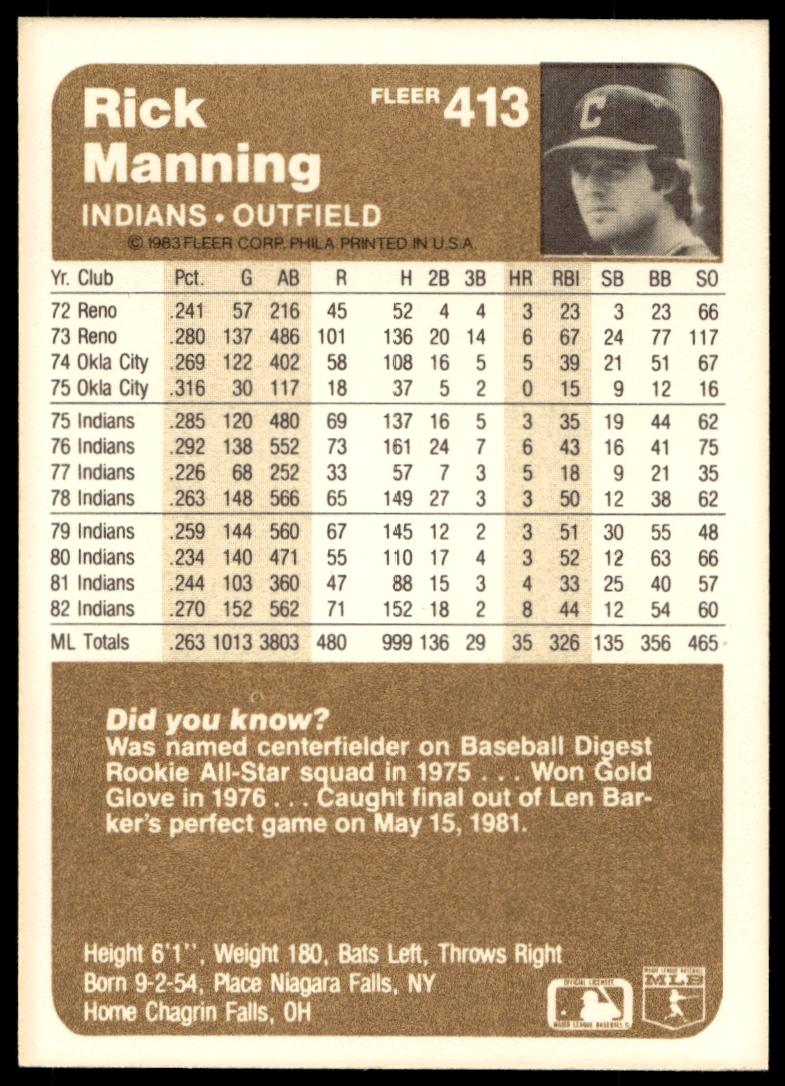 Rick
FLEER 413
Manning
C
INDIANS • OUTFIELD
© 1983 FLEER CORP. PHILA. PRINTED IN U.S.A.
Yr. Club Pct. G AB R H 2B 3B HR RBI SB BB SO
72 Reno .241 57 216 45 52 4 4 3 23 3 23 66
73 Reno .280 137 486 101 136 20 14 6 67 24 77 117
74 Okla City .269 122 402 58 108 16 5 5 39 21 51 67
75 Okla City .316 30 117 18 37 5 2 0 15 9 12 16
75 Indians .285 120 480 69 137 16 5 3 35 19 44 62
76 Indians .292 138 552 73 161 24 7 6 43 16 41 75
77 Indians .226 68 252 33 57 7 3 5 18 9 21 35
78 Indians .263 148 566 65 149 27 3 3 50 12 38 62
79 Indians .259 144 560 67 145 12 2 3 51 30 55 48
80 Indians .234 140 471 55 110 17 4 3 52 12 63 66
81 Indians .244 103 360 47 88 15 3 4 33 25 40 57
82 Indians .270 152 562 71 152 18 2 8 44 12 54 60
ML Totals .263 1013 3803 480 999 136 29 35 326 135 356 465
Did you know?
Was named centerfielder on Baseball Digest
Rookie All-Star squad in 1975 . . . Won Gold
Glove in 1976 . . . Caught final out of Len Bar-
ker's perfect game on May 15, 1981.
Height 6'1'', Weight 180, Bats Left, Throws Right
Born 9-2-54, Place Niagara Falls, NY
Home Chagrin Falls, OH
OFFICIAL LICENSEE
MAJOR LEAGUE BASEBALL
MAJOR LEAGUE BASEBALL
MLB